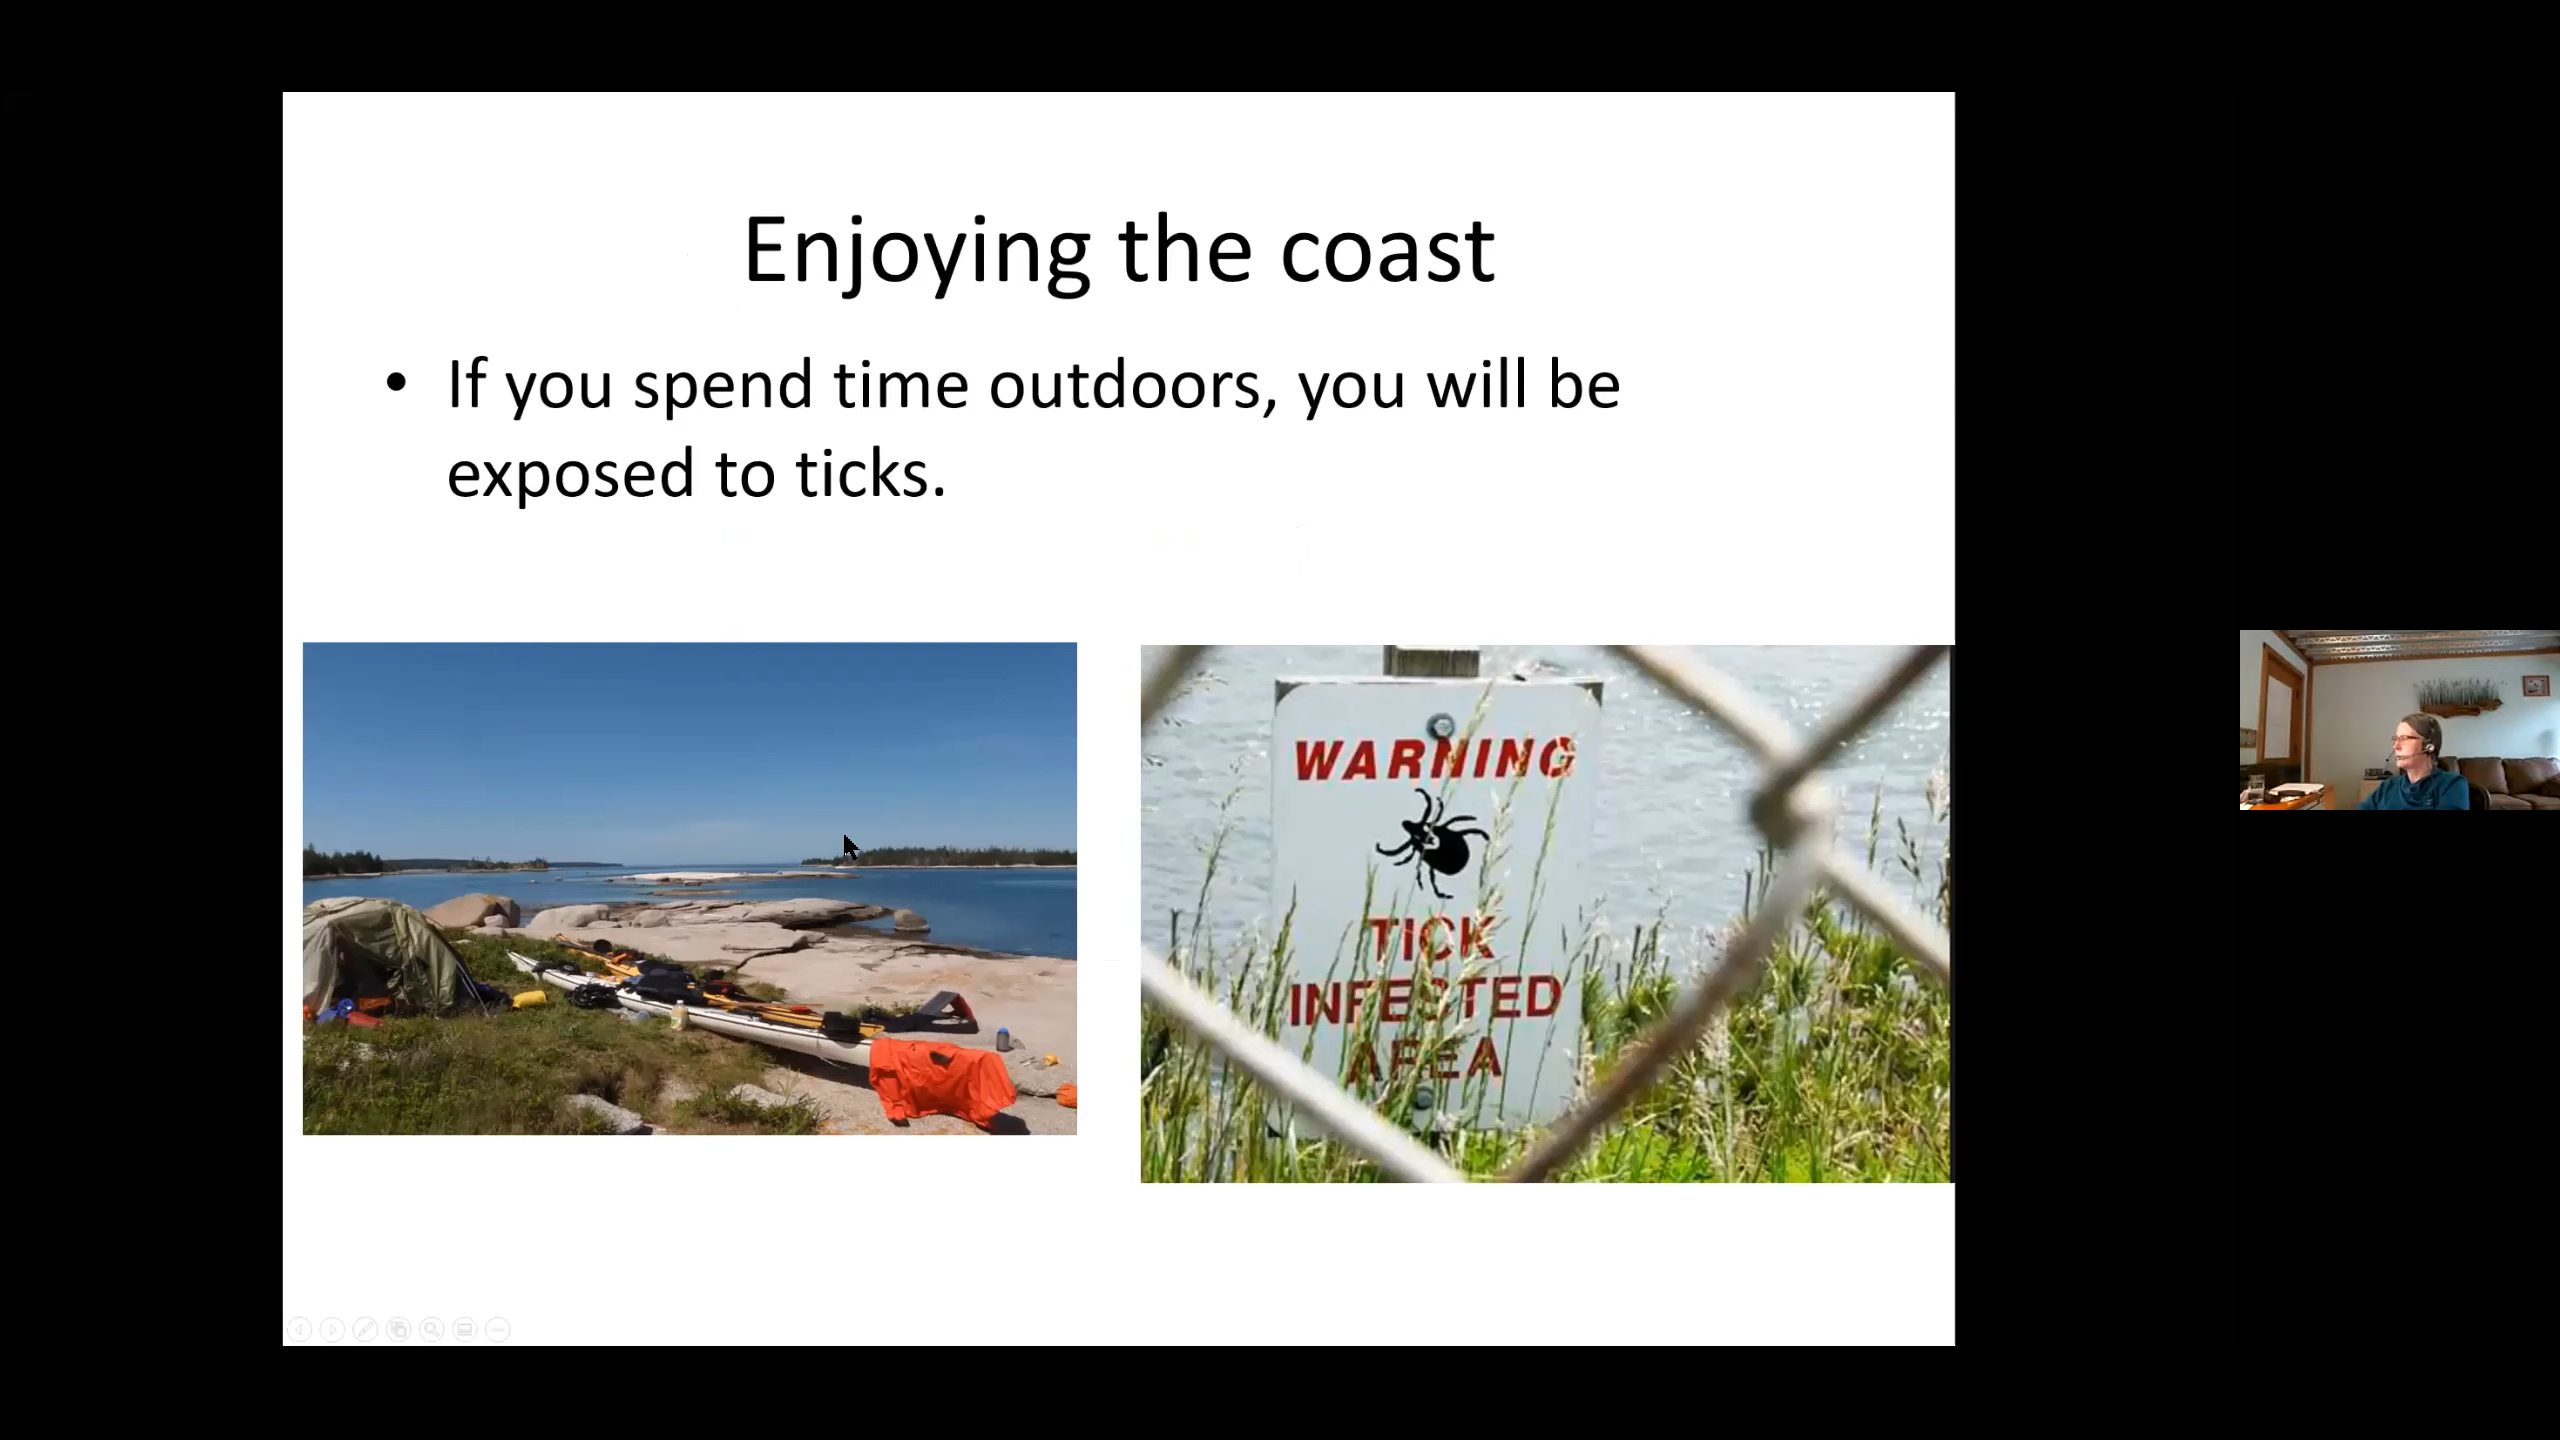 Enjoying the coast
• If you spend time outdoors, you will be
exposed to ticks.
WARNING
TICK
INFESTED
AREA